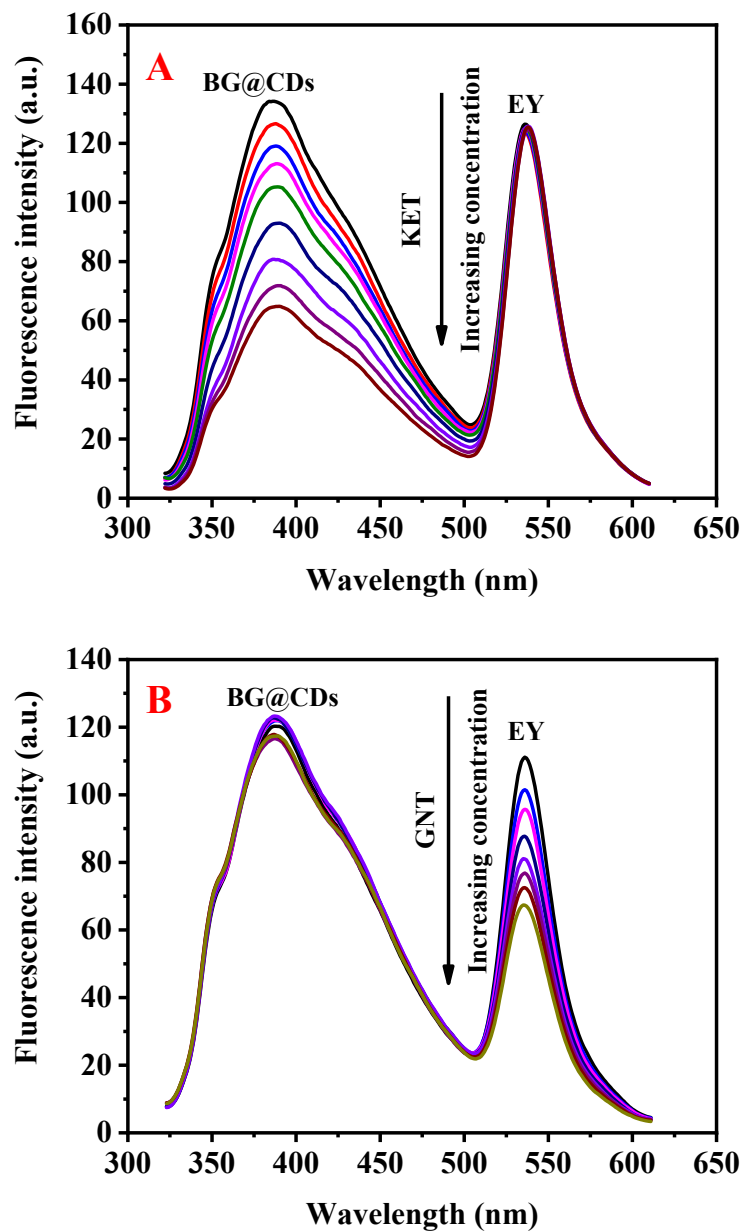 A
BG@CDs
EY
KET
Increasing concentration
Fluorescence intensity (a.u.)
160
140
120
100
80
60
40
20
0
300 350 400 450 500 550 600 650
Wavelength (nm)
B
BG@CDs
EY
GNT
Increasing concentration
Fluorescence intensity (a.u.)
140
120
100
80
60
40
20
0
300 350 400 450 500 550 600 650
Wavelength (nm)